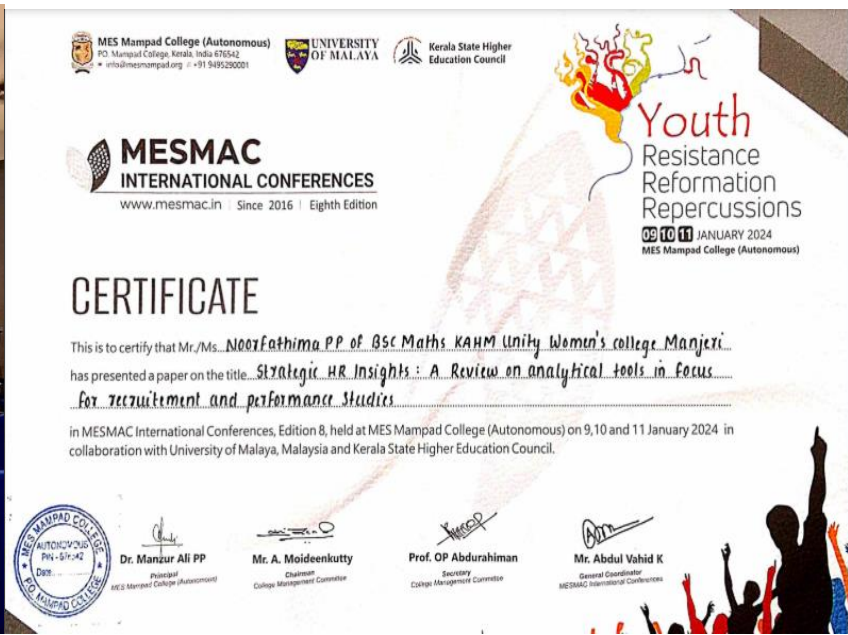 MES Mampad College (Autonomous)
PO. Mampad College, Kerala, India 676542
info@mesmampad.org +91 9495290001
UNIVERSITY
OF MALAYA
Kerala State Higher
Education Council
MESMAC
INTERNATIONAL CONFERENCES
www.mesmac.in | Since 2016 | Eighth Edition
Youth
Resistance
Reformation
Repercussions
09 10 11 JANUARY 2024
MES Mampad College (Autonomous)
CERTIFICATE
This is to certify that Mr./Ms. NoorFathima PP of BSC Maths KAHM Unity Women's college Manjeri
has presented a paper on the title Strategic HR Insights : A Review on analytical tools in focus
for recruitement and performance Studies
in MESMAC International Conferences, Edition 8, held at MES Mampad College (Autonomous) on 9,10 and 11 January 2024 in
collaboration with University of Malaya, Malaysia and Kerala State Higher Education Council.
MES MAMPAD COLLEGE
AUTONOMOUS
Date
P.O. MAMPAD COLLEGE
Dr. Manzur Ali PP
Principal
MES Mampad College (Autonomous)
Mr. A. Moideenkutty
Chairman
College Management Committee
Prof. OP Abdurahiman
Secretary
College Management Committee
Mr. Abdul Vahid K
General Coordinator
MESMAC International Conferences